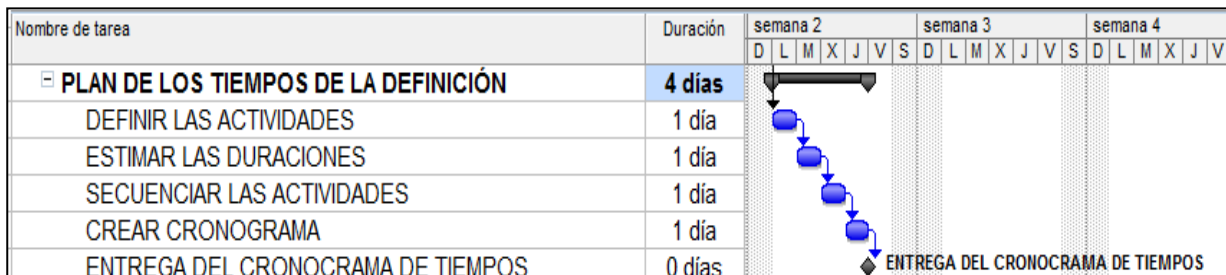 Nombre de tarea Duración semana 2 semana 3 semana 4
D L M X J V S D L M X J V S D L M X J V
PLAN DE LOS TIEMPOS DE LA DEFINICIÓN 4 días
DEFINIR LAS ACTIVIDADES 1 día
ESTIMAR LAS DURACIONES 1 día
SECUENCIAR LAS ACTIVIDADES 1 día
CREAR CRONOGRAMA 1 día
ENTREGA DEL CRONOCRAMA DE TIEMPOS 0 días ENTREGA DEL CRONOCRAMA DE TIEMPOS